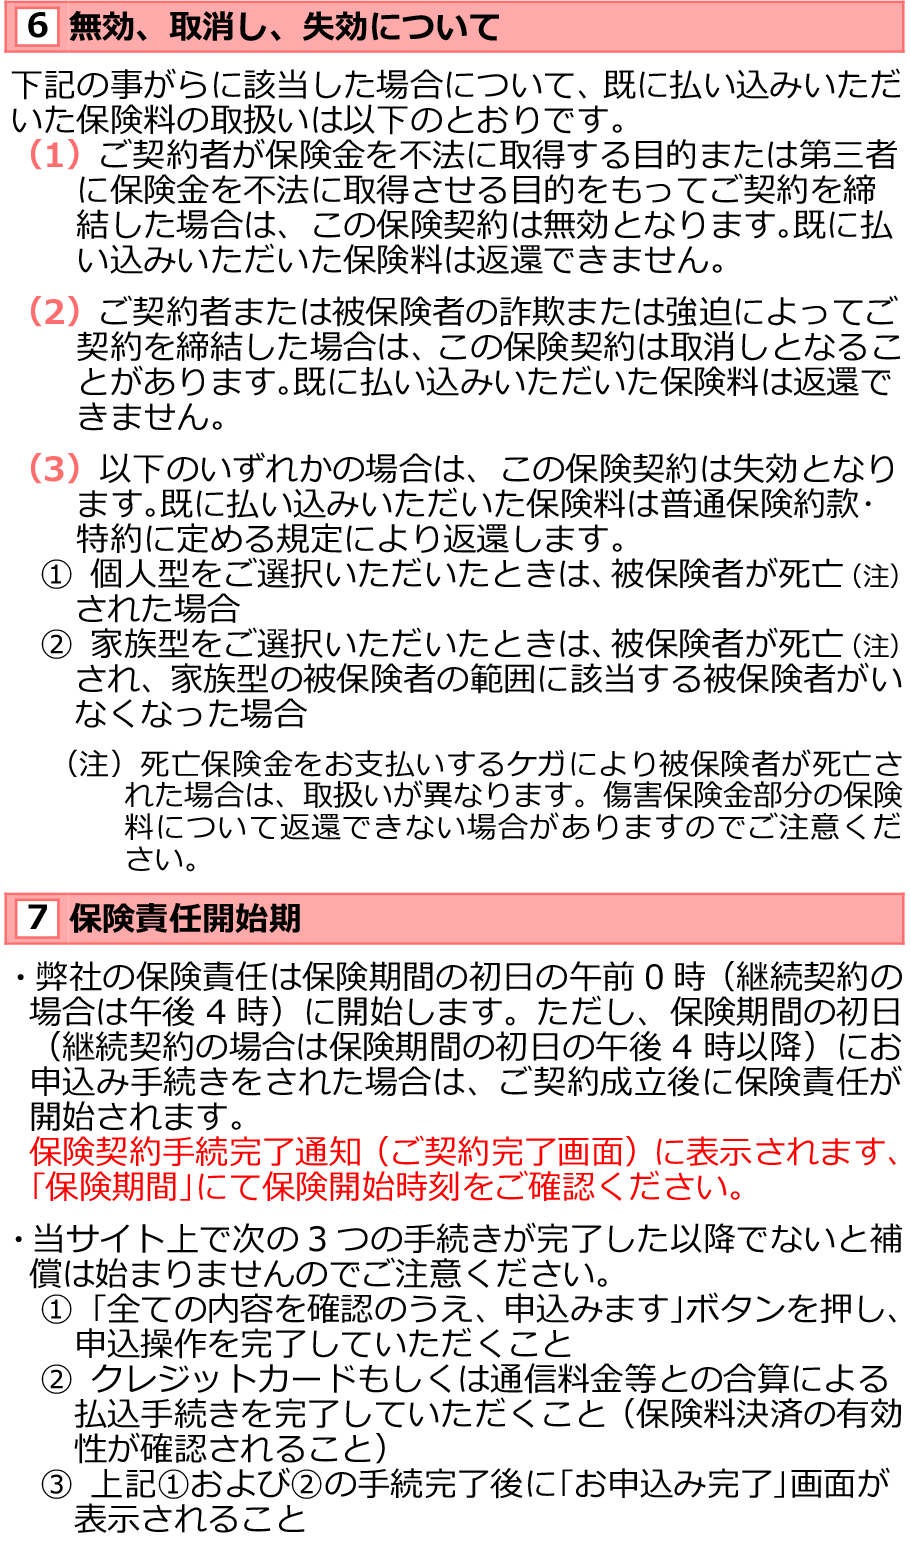 6 無効、取消し、失効について
下記の事がらに該当した場合について、既に払い込みいただ
いた保険料の取扱いは以下のとおりです。
（1）ご契約者が保険金を不法に取得する目的または第三者
に保険金を不法に取得させる目的をもってご契約を締
結した場合は、この保険契約は無効となります。既に払
い込みいただいた保険料は返還できません。
（2）ご契約者または被保険者の詐欺または強迫によってご
契約を締結した場合は、この保険契約は取消しとなるこ
とがあります。既に払い込みいただいた保険料は返還で
きません。
（3）以下のいずれかの場合は、この保険契約は失効となり
ます。既に払い込みいただいた保険料は普通保険約款・
特約に定める規定により返還します。
① 個人型をご選択いただいたときは、被保険者が死亡（注）
された場合
② 家族型をご選択いただいたときは、被保険者が死亡（注）
され、家族型の被保険者の範囲に該当する被保険者がい
なくなった場合
（注）死亡保険金をお支払いするケガにより被保険者が死亡さ
れた場合は、取扱いが異なります。傷害保険金部分の保険
料について返還できない場合がありますのでご注意くだ
さい。
7 保険責任開始期
・弊社の保険責任は保険期間の初日の午前 0 時（継続契約の
場合は午後 4 時）に開始します。ただし、保険期間の初日
（継続契約の場合は保険期間の初日の午後 4 時以降）にお
申込み手続きをされた場合は、ご契約成立後に保険責任が
開始されます。
保険契約手続完了通知（ご契約完了画面）に表示されます、
「保険期間」にて保険開始時刻をご確認ください。
・当サイト上で次の 3 つの手続きが完了した以降でないと補
償は始まりませんのでご注意ください。
① 「全ての内容を確認のうえ、申込みます」ボタンを押し、
申込操作を完了していただくこと
② クレジットカードもしくは通信料金等との合算による
払込手続きを完了していただくこと（保険料決済の有効
性が確認されること）
③ 上記①および②の手続完了後に「お申込み完了」画面が
表示されること